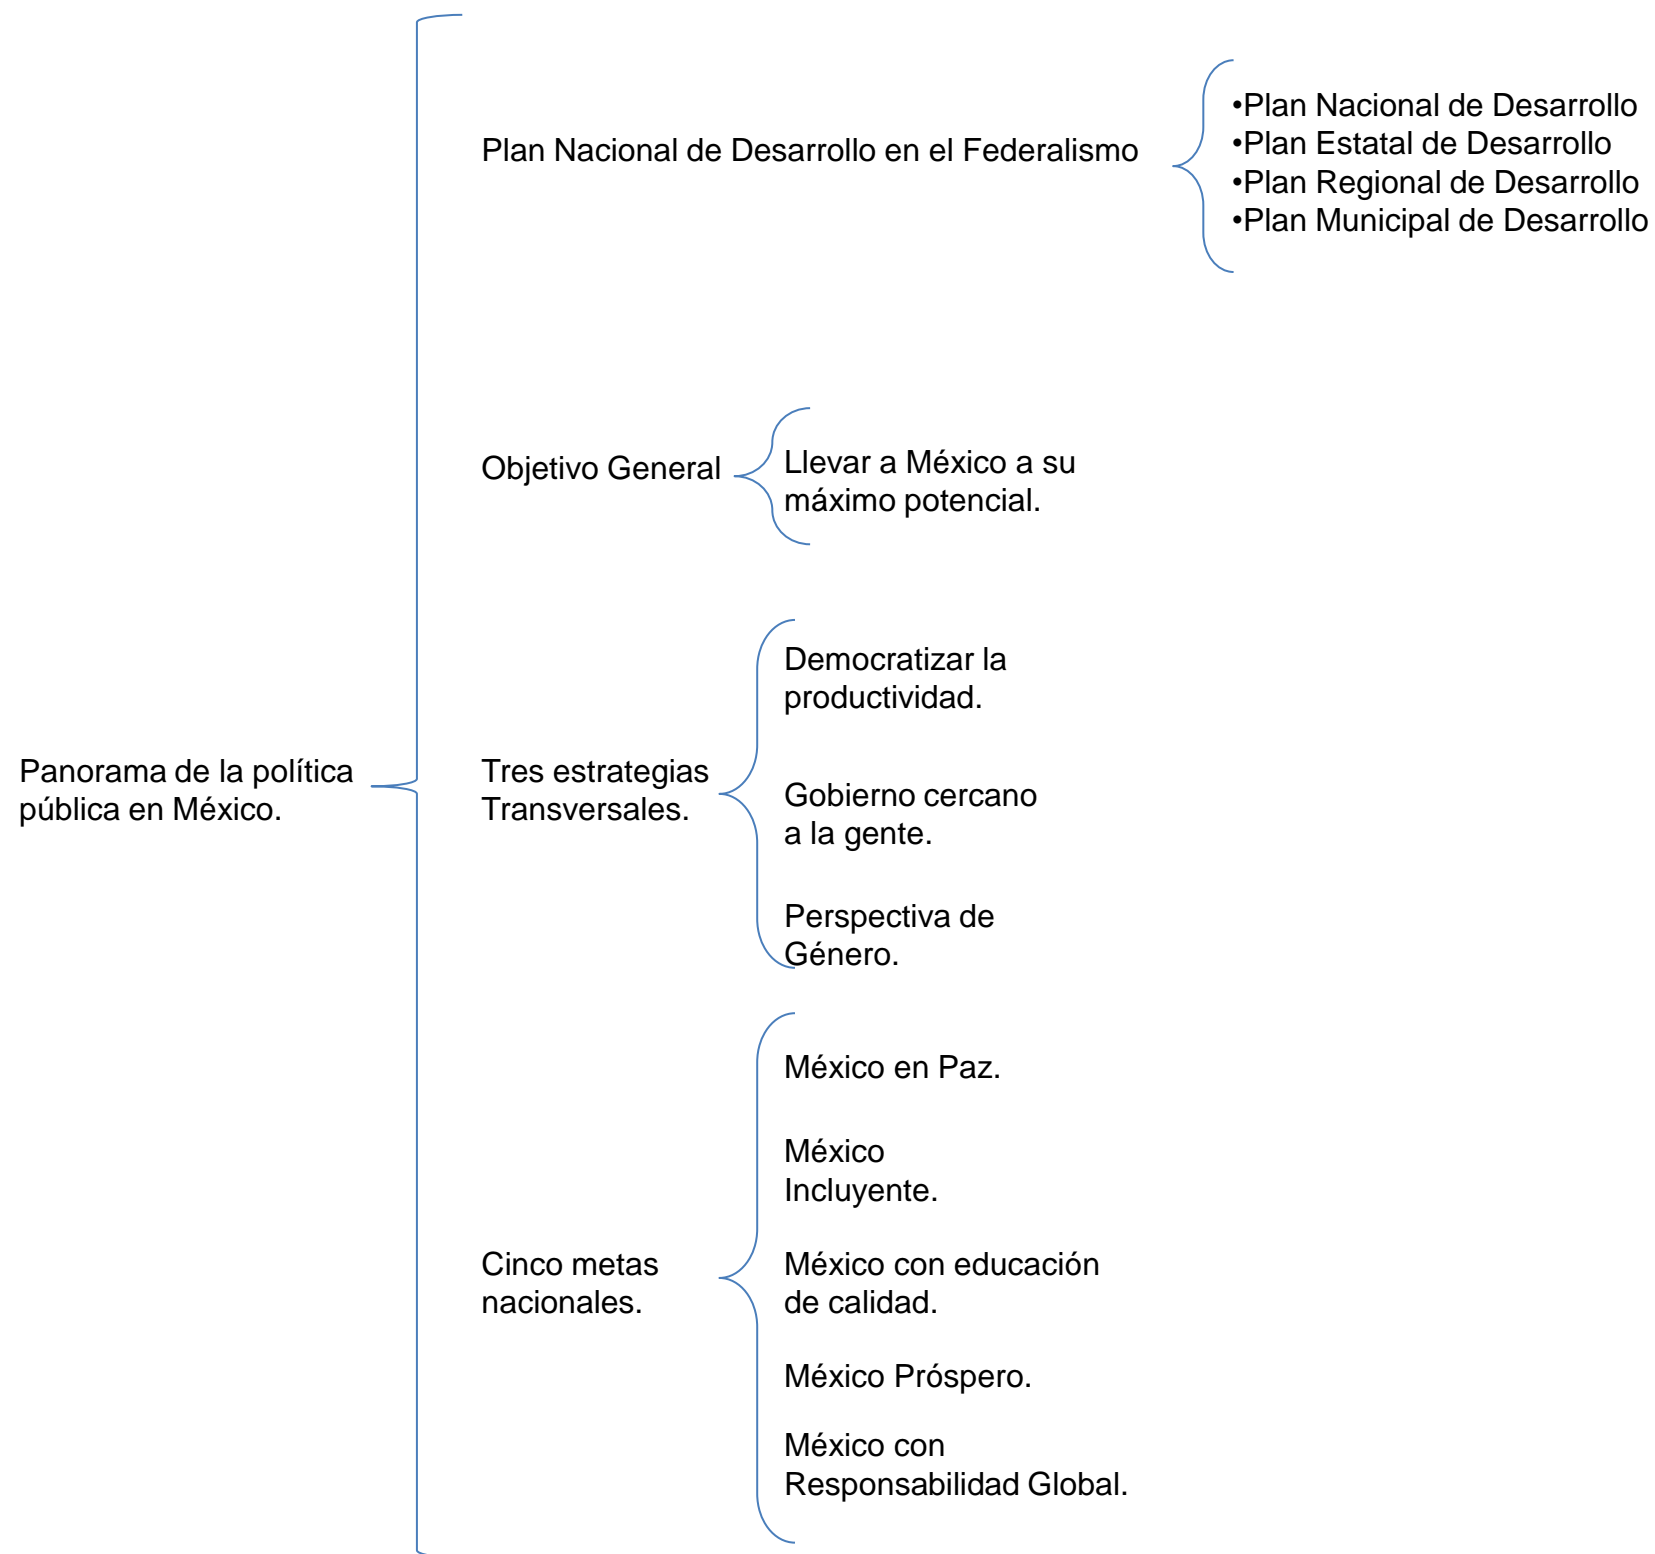 Panorama de la política
pública en México.
Plan Nacional de Desarrollo en el Federalismo
•Plan Nacional de Desarrollo
•Plan Estatal de Desarrollo
•Plan Regional de Desarrollo
•Plan Municipal de Desarrollo
Objetivo General
Llevar a México a su
máximo potencial.
Tres estrategias
Transversales.
Democratizar la
productividad.
Gobierno cercano
a la gente.
Perspectiva de
Género.
Cinco metas
nacionales.
México en Paz.
México
Incluyente.
México con educación
de calidad.
México Próspero.
México con
Responsabilidad Global.